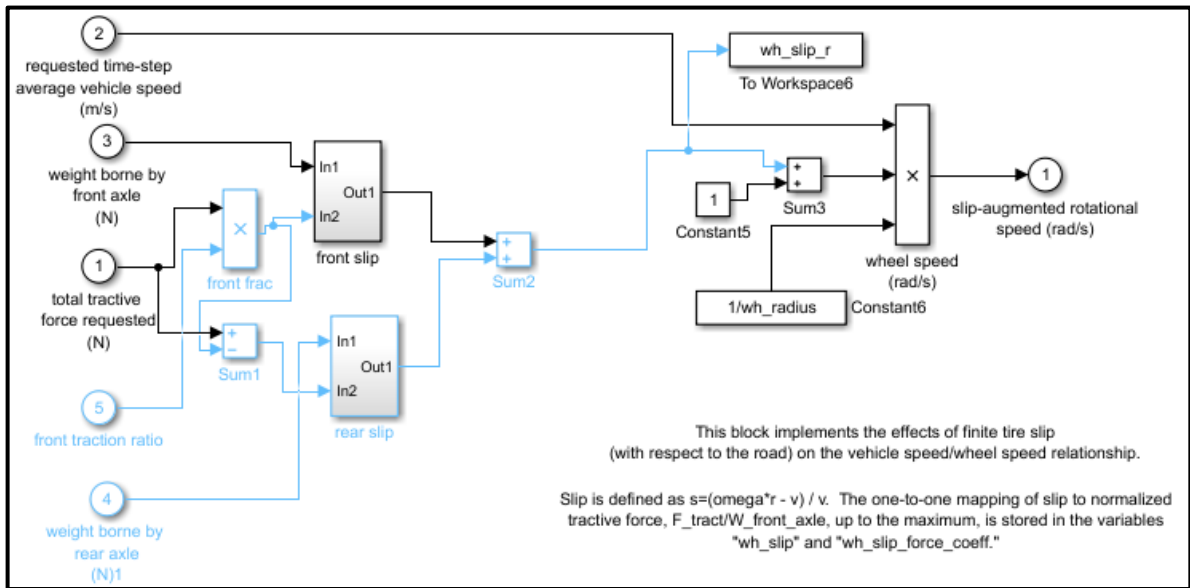 2
requested time-step
average vehicle speed
(m/s)
wh_slip_r
To Workspace6
3
weight borne by
front axle
(N)
In1
Out1
In2
front slip
×
front frac
1
total tractive
force requested
(N)
+
+
Sum2
+
−
Sum1
In1
Out1
In2
rear slip
5
front traction ratio
4
weight borne by
rear axle
(N)1
1
Constant5
+
+
Sum3
×
wheel speed
(rad/s)
1
slip-augmented rotational
speed (rad/s)
1/wh_radius
Constant6
This block implements the effects of finite tire slip
(with respect to the road) on the vehicle speed/wheel speed relationship.
Slip is defined as s=(omega*r - v) / v. The one-to-one mapping of slip to normalized
tractive force, F_tract/W_front_axle, up to the maximum, is stored in the variables
"wh_slip" and "wh_slip_force_coeff."